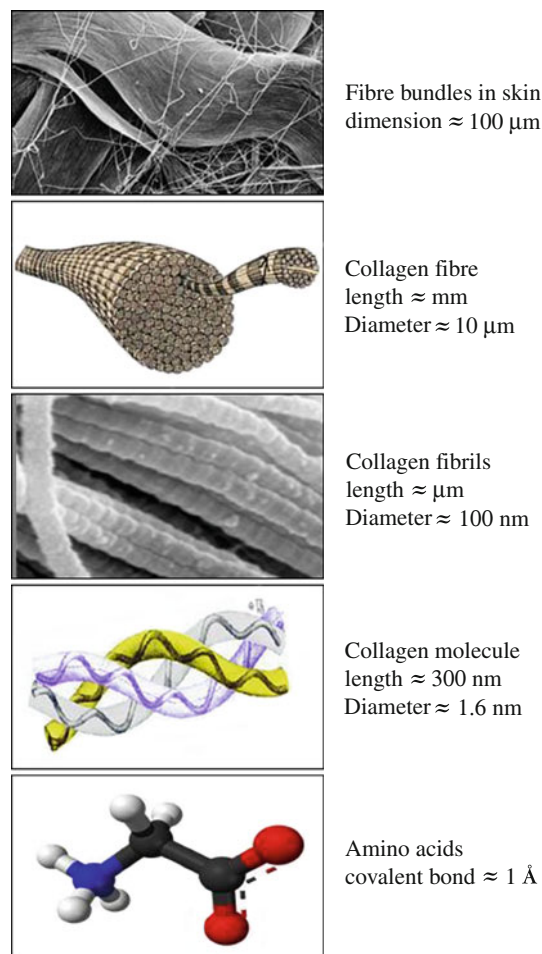 Fibre bundles in skin
dimension ≈ 100 μm
Collagen fibre
length ≈ mm
Diameter ≈ 10 μm
Collagen fibrils
length ≈ μm
Diameter ≈ 100 nm
Collagen molecule
length ≈ 300 nm
Diameter ≈ 1.6 nm
Amino acids
covalent bond ≈ 1 Å